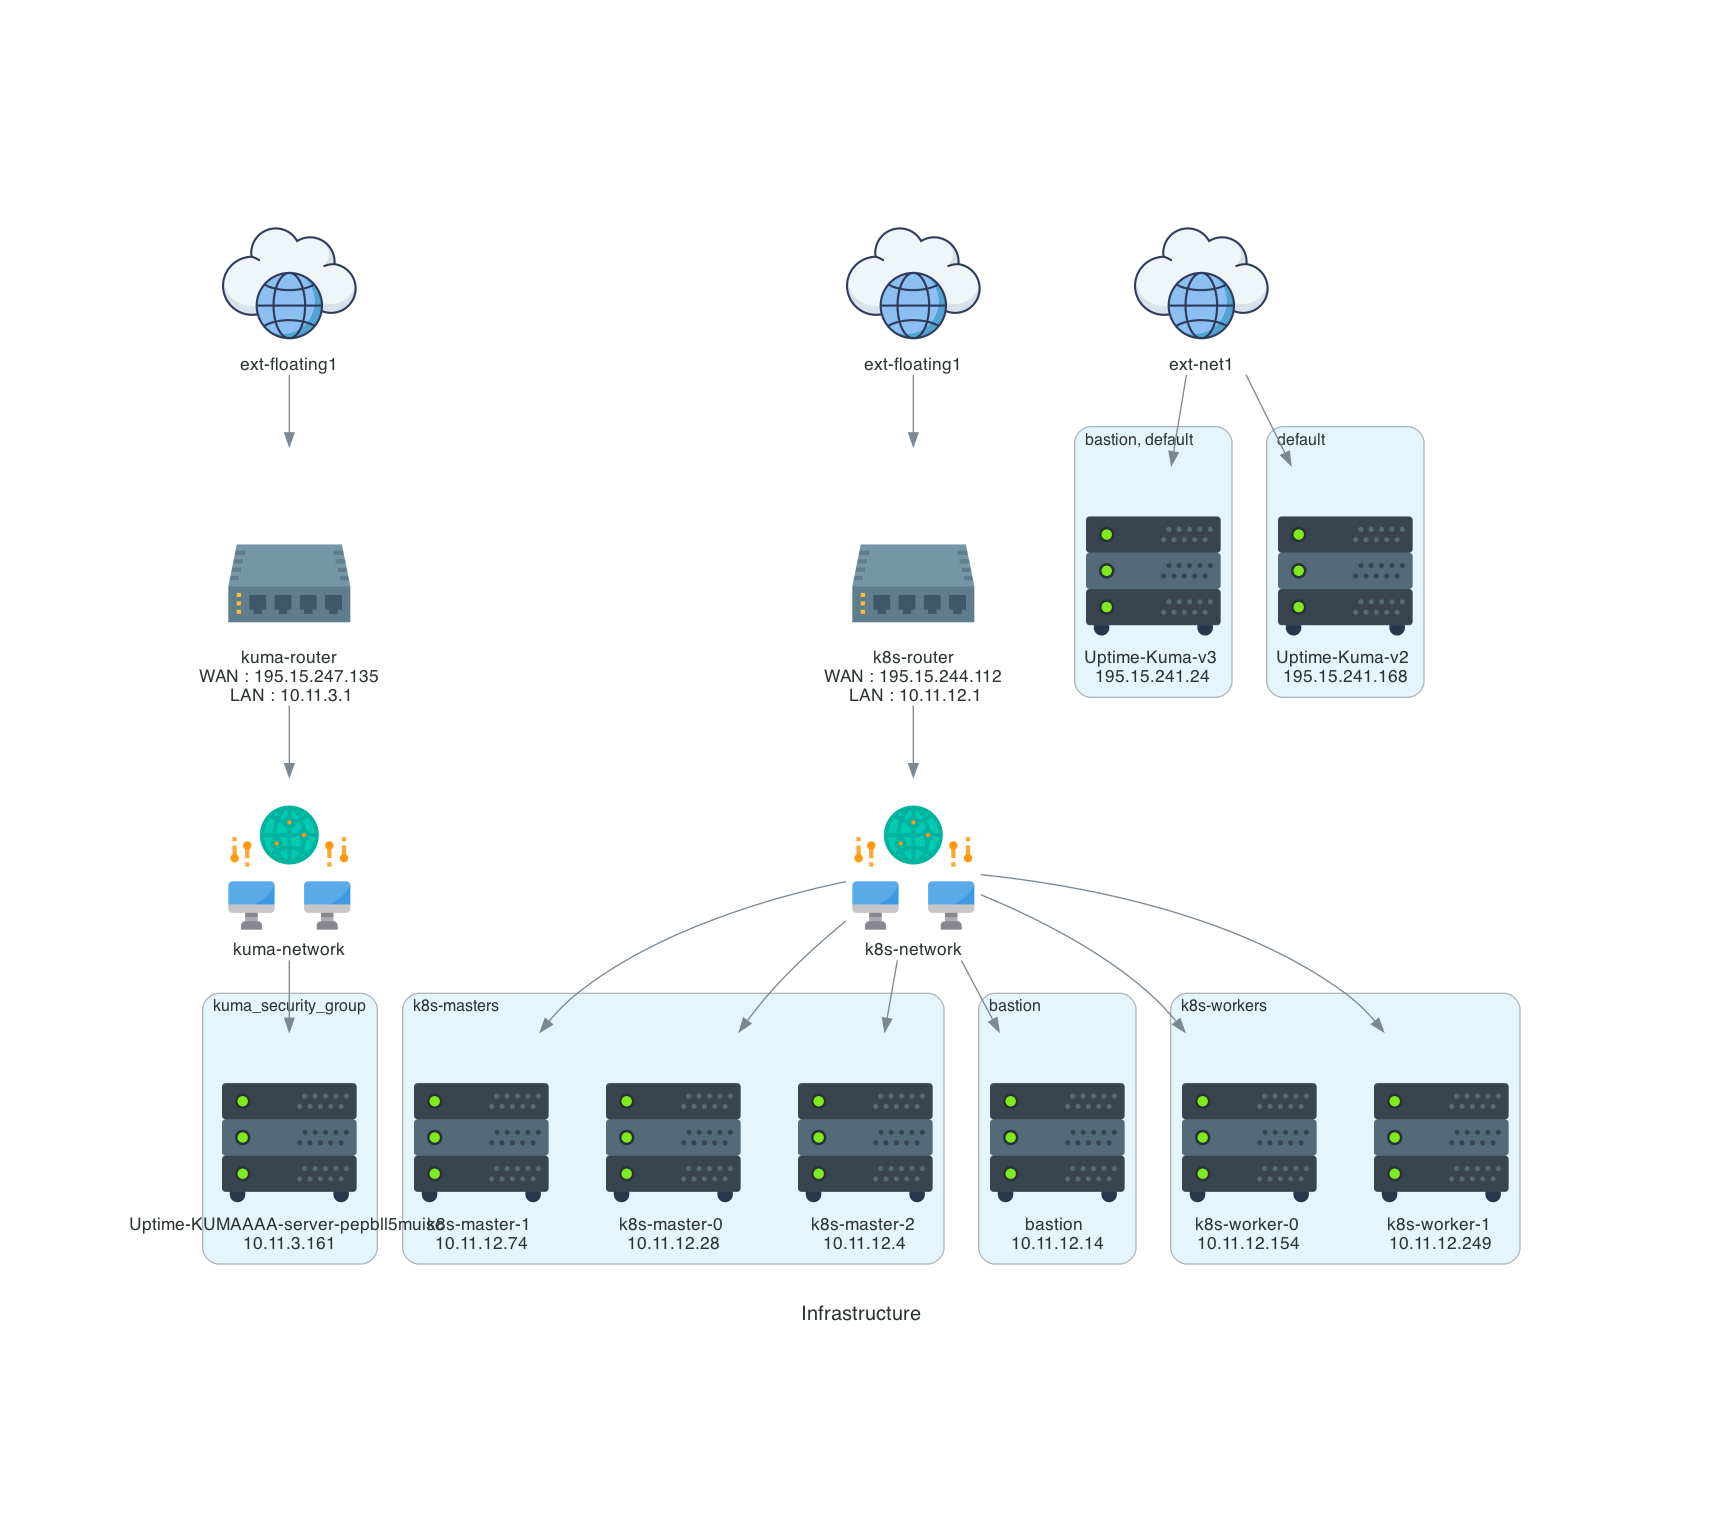 ext-floating1
ext-floating1
ext-net1
bastion, default
default
kuma-router
WAN : 195.15.247.135
LAN : 10.11.3.1
k8s-router
WAN : 195.15.244.112
LAN : 10.11.12.1
Uptime-Kuma-v3
195.15.241.24
Uptime-Kuma-v2
195.15.241.168
kuma-network
k8s-network
kuma_security_group
k8s-masters
bastion
k8s-workers
10.11.3.161
k8s-master-1
10.11.12.74
k8s-master-0
10.11.12.28
k8s-master-2
10.11.12.4
bastion
10.11.12.14
k8s-worker-0
10.11.12.154
k8s-worker-1
10.11.12.249
Infrastructure